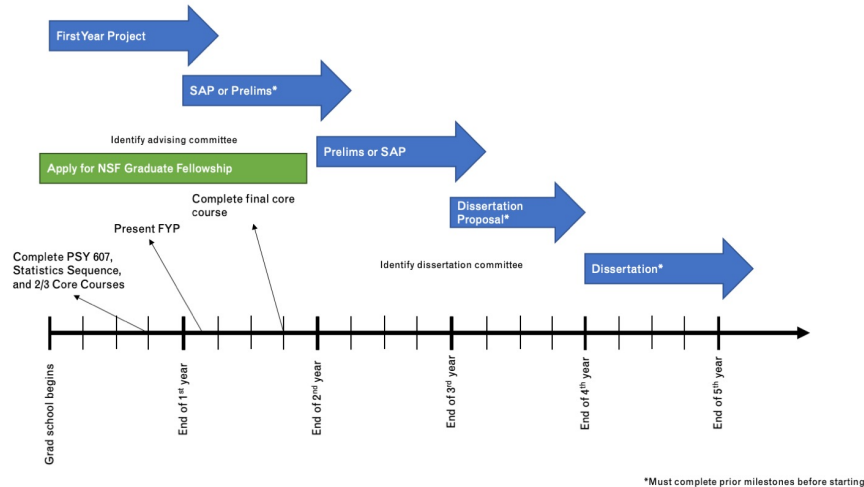 First Year Project
SAP or Prelims*
Identify advising committee
Prelims or SAP
Apply for NSF Graduate Fellowship
Complete final core
course
Dissertation
Proposal*
Present FYP
Complete PSY 607,
Statistics Sequence,
and 2/3 Core Courses
Identify dissertation committee
Dissertation*
Grad school begins
End of 1st year
End of 2nd year
End of 3rd year
End of 4th year
End of 5th year
*Must complete prior milestones before starting